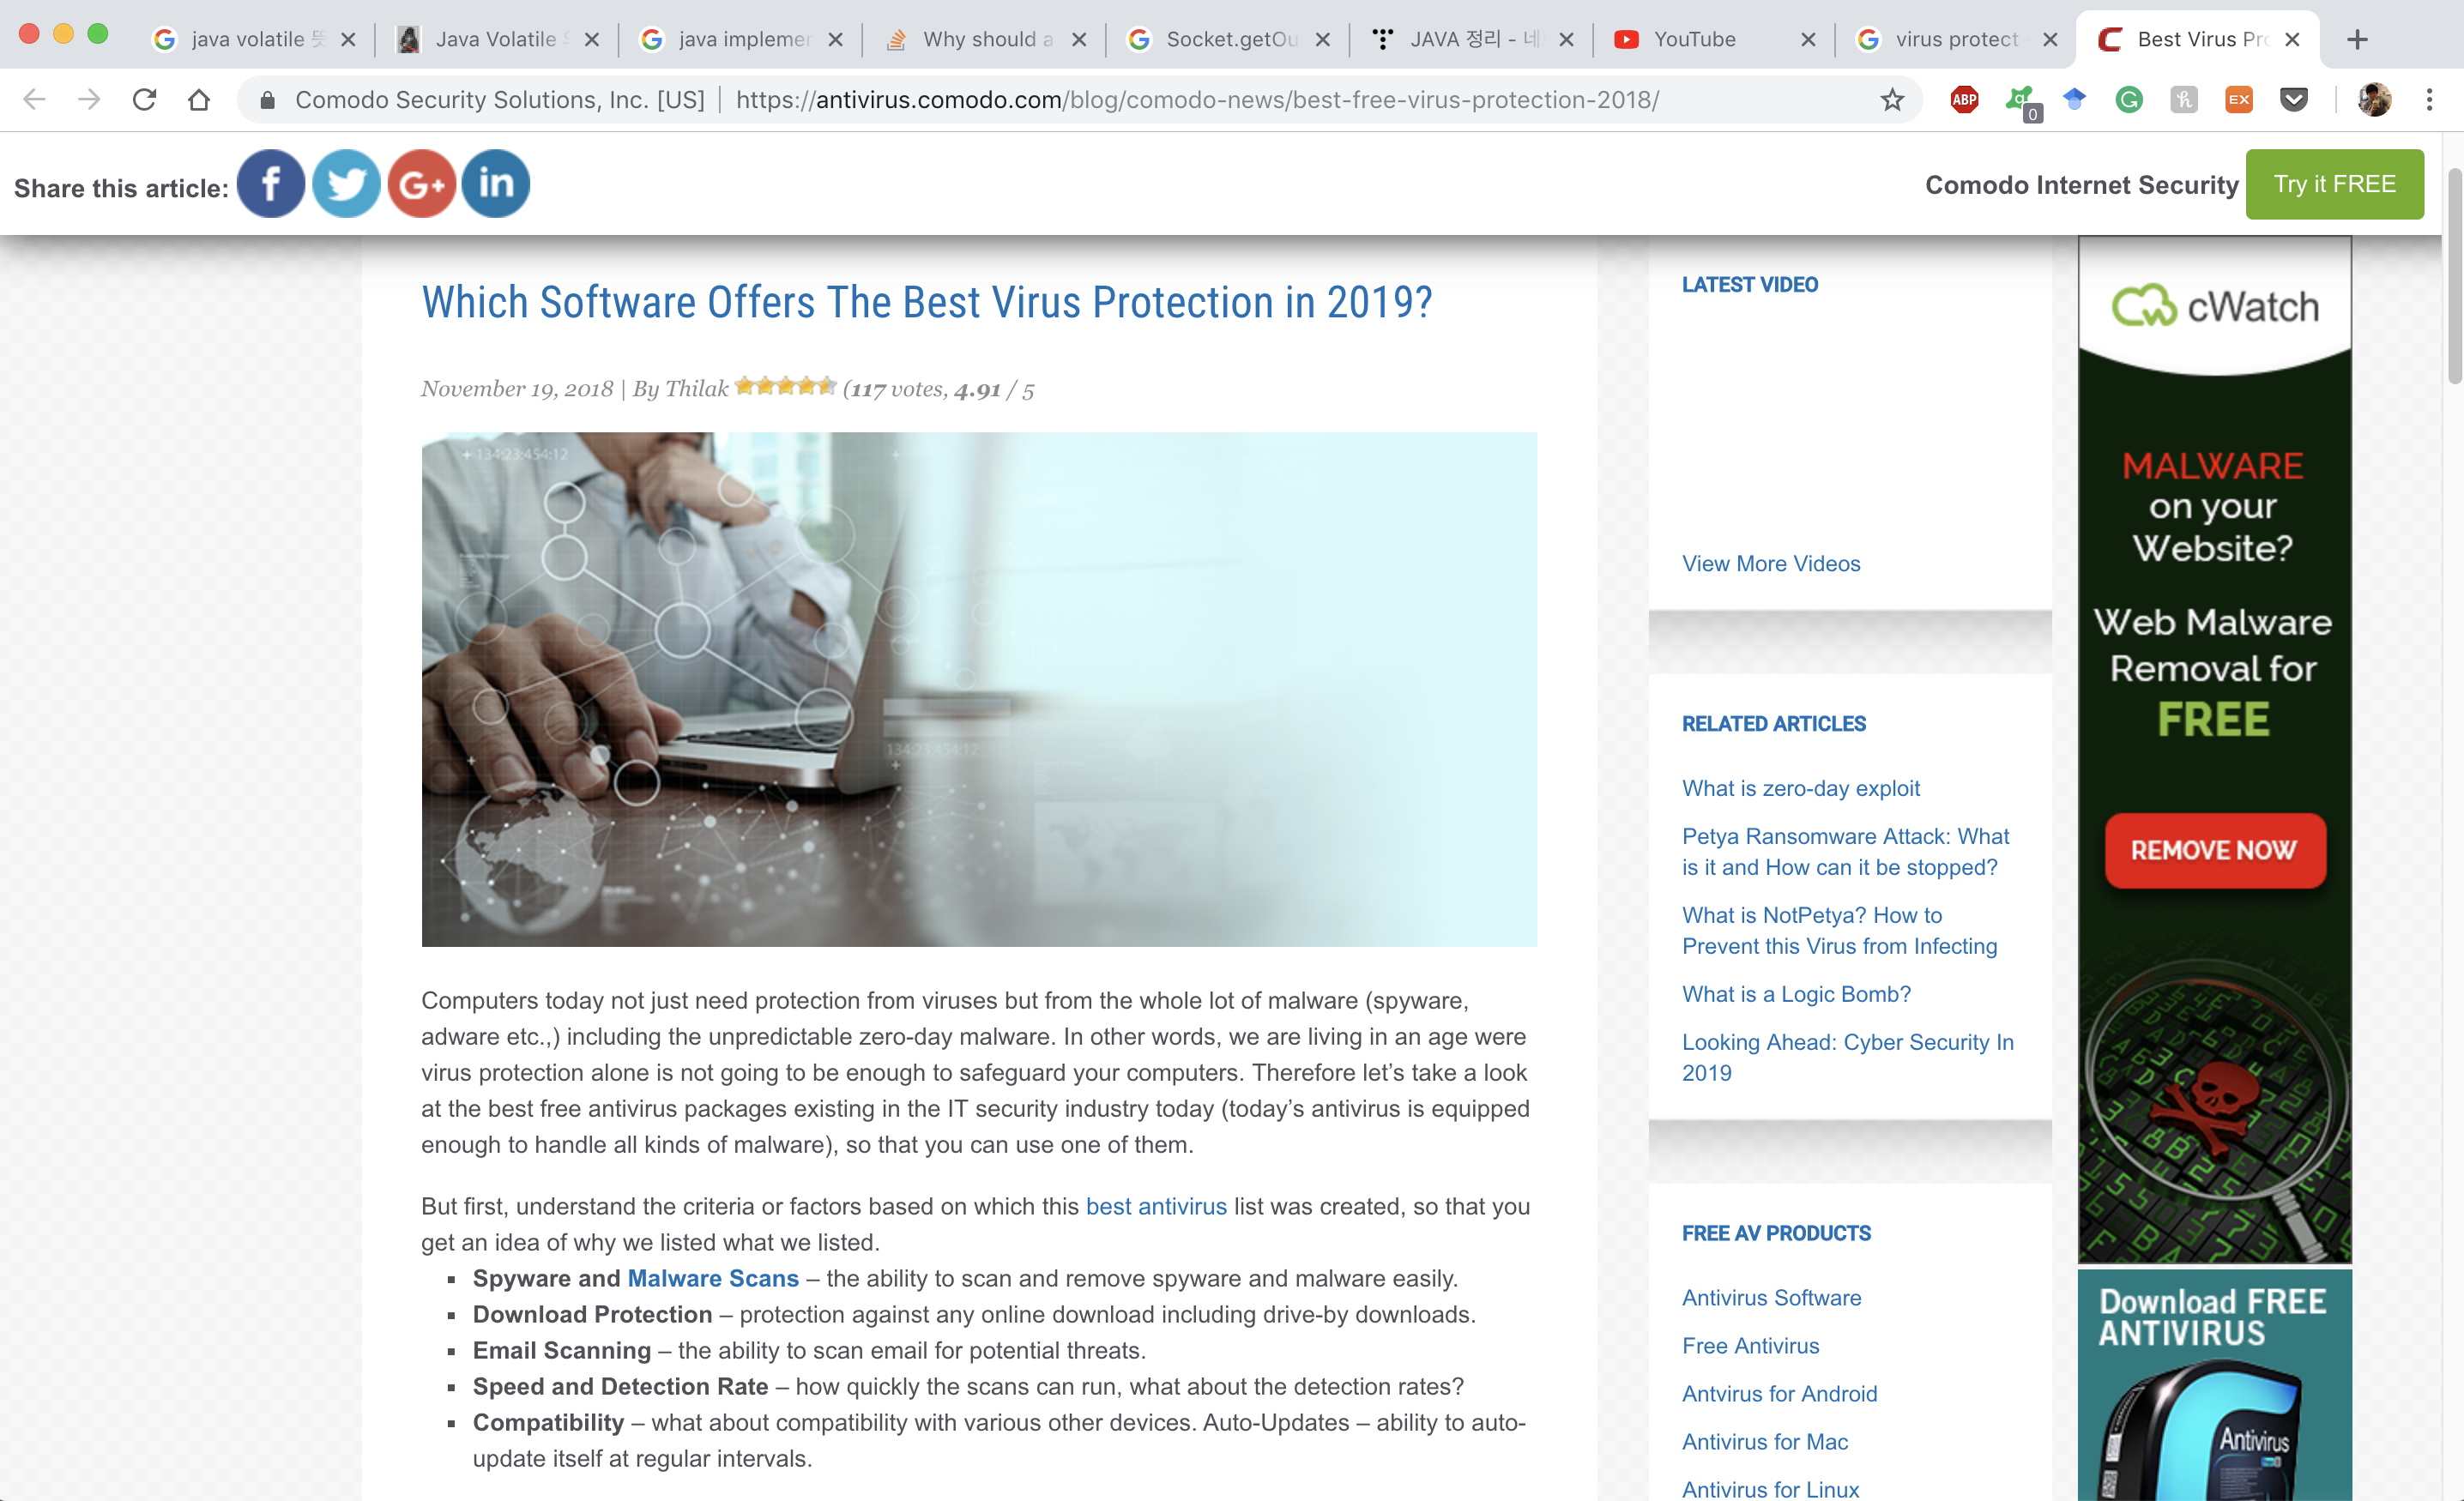 java volatile 뜻
Java Volatile
java implemen
Why should a
Socket.getOu
JAVA 정리 - 네
YouTube
virus protect
Best Virus Pro
Comodo Security Solutions, Inc. [US]
https://antivirus.comodo.com/blog/comodo-news/best-free-virus-protection-2018/
ABP
0
EX
Share this article:
f
G+
in
Comodo Internet Security
Try it FREE
Which Software Offers The Best Virus Protection in 2019?
November 19, 2018 | By Thilak (117 votes, 4.91 / 5
134:23:454:12
134:23:454:12
Computers today not just need protection from viruses but from the whole lot of malware (spyware,
adware etc.,) including the unpredictable zero-day malware. In other words, we are living in an age were
virus protection alone is not going to be enough to safeguard your computers. Therefore let’s take a look
at the best free antivirus packages existing in the IT security industry today (today’s antivirus is equipped
enough to handle all kinds of malware), so that you can use one of them.
But first, understand the criteria or factors based on which this best antivirus list was created, so that you
get an idea of why we listed what we listed.
Spyware and Malware Scans – the ability to scan and remove spyware and malware easily.
Download Protection – protection against any online download including drive-by downloads.
Email Scanning – the ability to scan email for potential threats.
Speed and Detection Rate – how quickly the scans can run, what about the detection rates?
Compatibility – what about compatibility with various other devices. Auto-Updates – ability to auto-
update itself at regular intervals.
LATEST VIDEO
View More Videos
RELATED ARTICLES
What is zero-day exploit
Petya Ransomware Attack: What
is it and How can it be stopped?
What is NotPetya? How to
Prevent this Virus from Infecting
What is a Logic Bomb?
Looking Ahead: Cyber Security In
2019
FREE AV PRODUCTS
Antivirus Software
Free Antivirus
Antvirus for Android
Antivirus for Mac
Antivirus for Linux
cWatch
MALWARE
on your
Website?
Web Malware
Removal for
FREE
REMOVE NOW
Download FREE
ANTIVIRUS
Antivirus